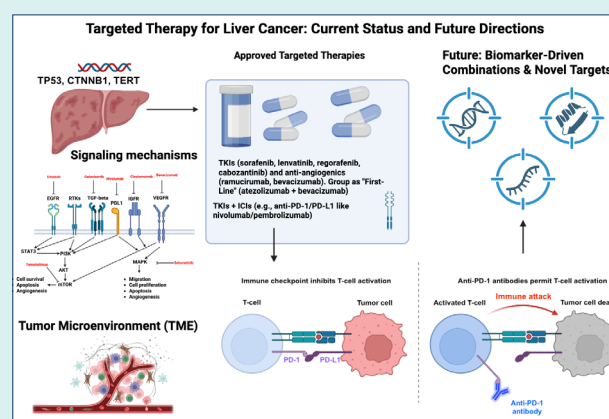 Targeted Therapy for Liver Cancer: Current Status and Future Directions
TP53, CTNNB1, TERT
Signaling mechanisms
EGFR
RTKs
TGF-beta
PGL1
IQFR
VEGFR
Bevacizumab
STAT3
PI3K
AKT
mTOR
MAPK
Cell survival
Apoptosis
Angiogenesis
Migration
Cell proliferation
Apoptosis
Angiogenesis
Tumor Microenvironment (TME)
Approved Targeted Therapies
TKIs (sorafenib, lenvatinib, regorafenib,
cabozantinib) and anti-angiogenics
(ramucirumab, bevacizumab). Group as "First-
Line" (atezolizumab + bevacizumab)
TKIs + ICIs (e.g., anti-PD-1/PD-L1 like
nivolumab/pembrolizumab)
Immune checkpoint inhibits T-cell activation
T-cell
Tumor cell
PD-1
PD-L1
Future: Biomarker-Driven
Combinations & Novel Targets
Anti-PD-1 antibodies permit T-cell activation
Activated T-cell
Immune attack
Tumor cell dea
Anti-PD-1
antibody